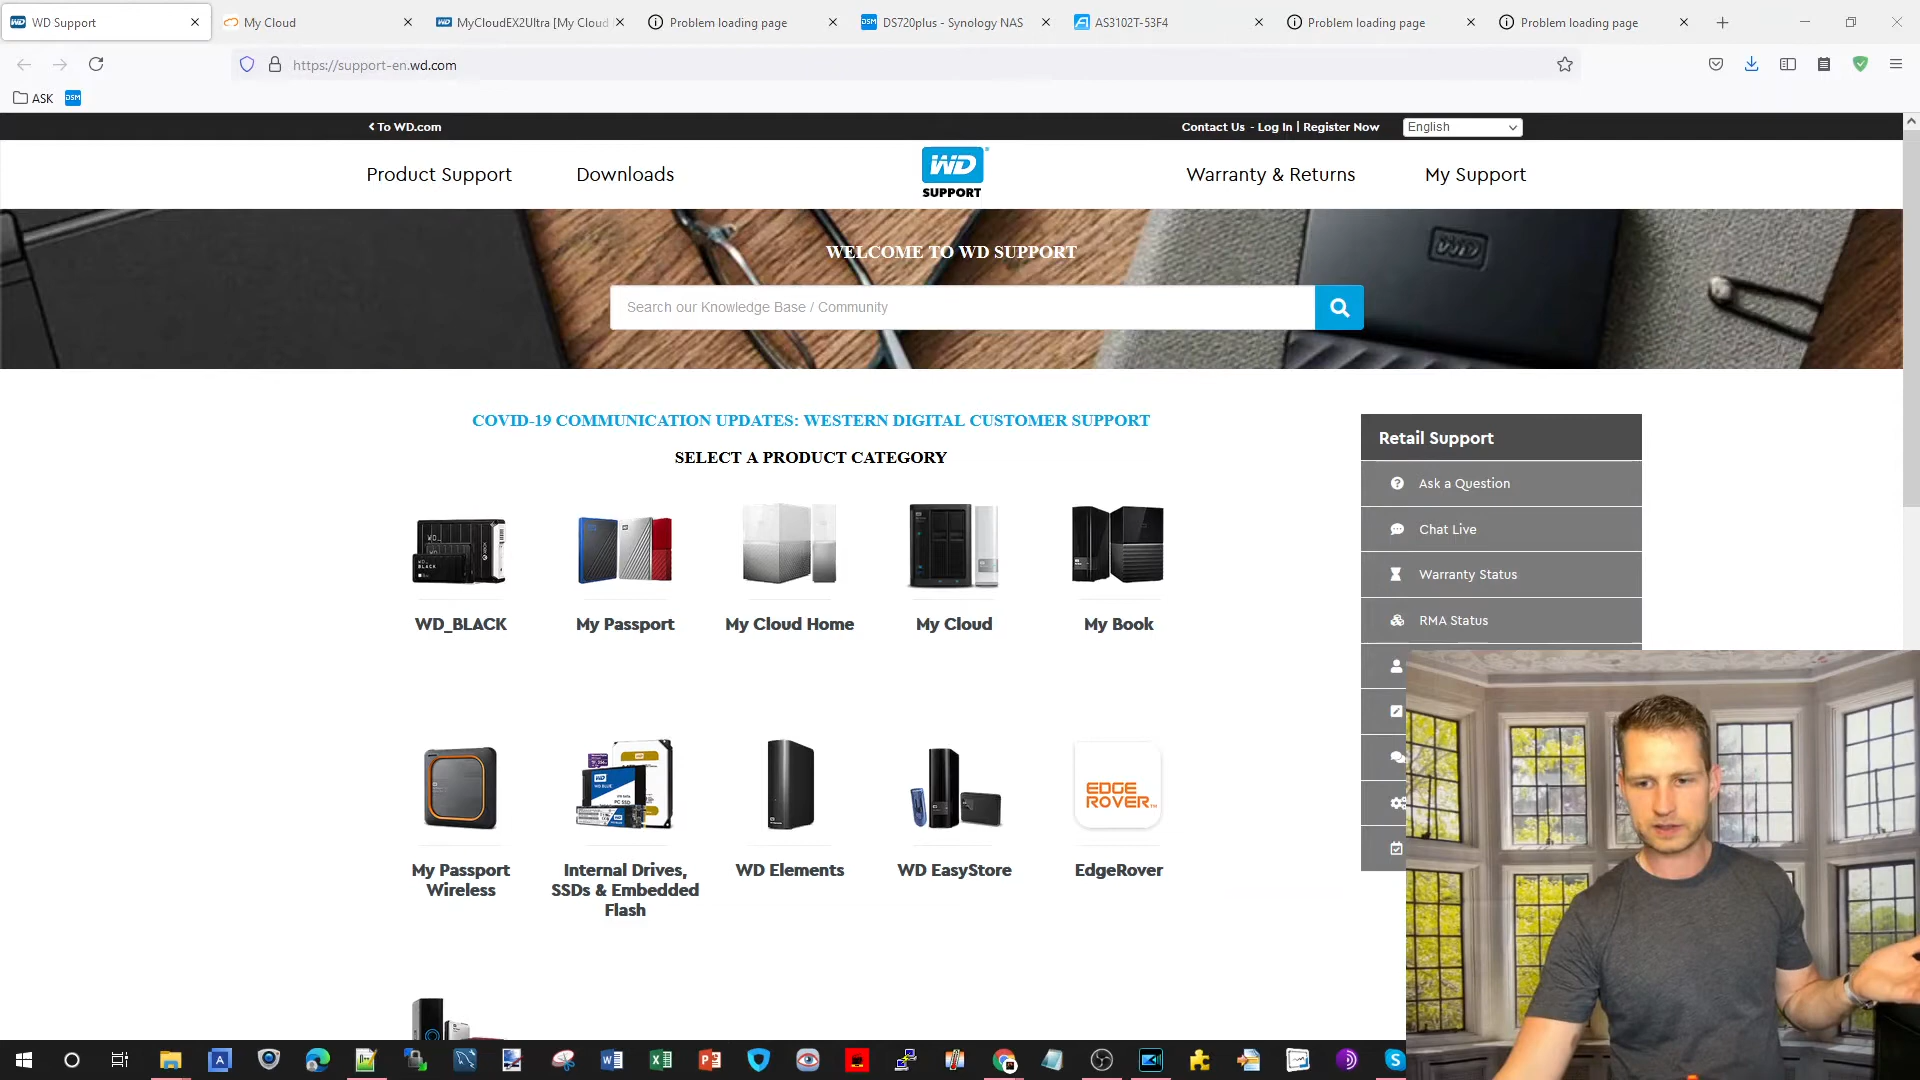 WD Support
My Cloud
MyCloudEX2Ultra [My Cloud
Problem loading page
DS720plus - Synology NAS
AS3102T-53F4
Problem loading page
Problem loading page
https://support-en.wd.com
ASK
DSM
To WD.com
Contact Us - Log In | Register Now
English
Product Support
Downloads
WD
SUPPORT
Warranty & Returns
My Support
WELCOME TO WD SUPPORT
Search our Knowledge Base / Community
COVID-19 COMMUNICATION UPDATES: WESTERN DIGITAL CUSTOMER SUPPORT
SELECT A PRODUCT CATEGORY
Retail Support
Ask a Question
Chat Live
Warranty Status
RMA Status
WD_BLACK
My Passport
My Cloud Home
My Cloud
My Book
EDGE
ROVER
My Passport
Wireless
Internal Drives,
SSDs & Embedded
Flash
WD Elements
WD EasyStore
EdgeRover